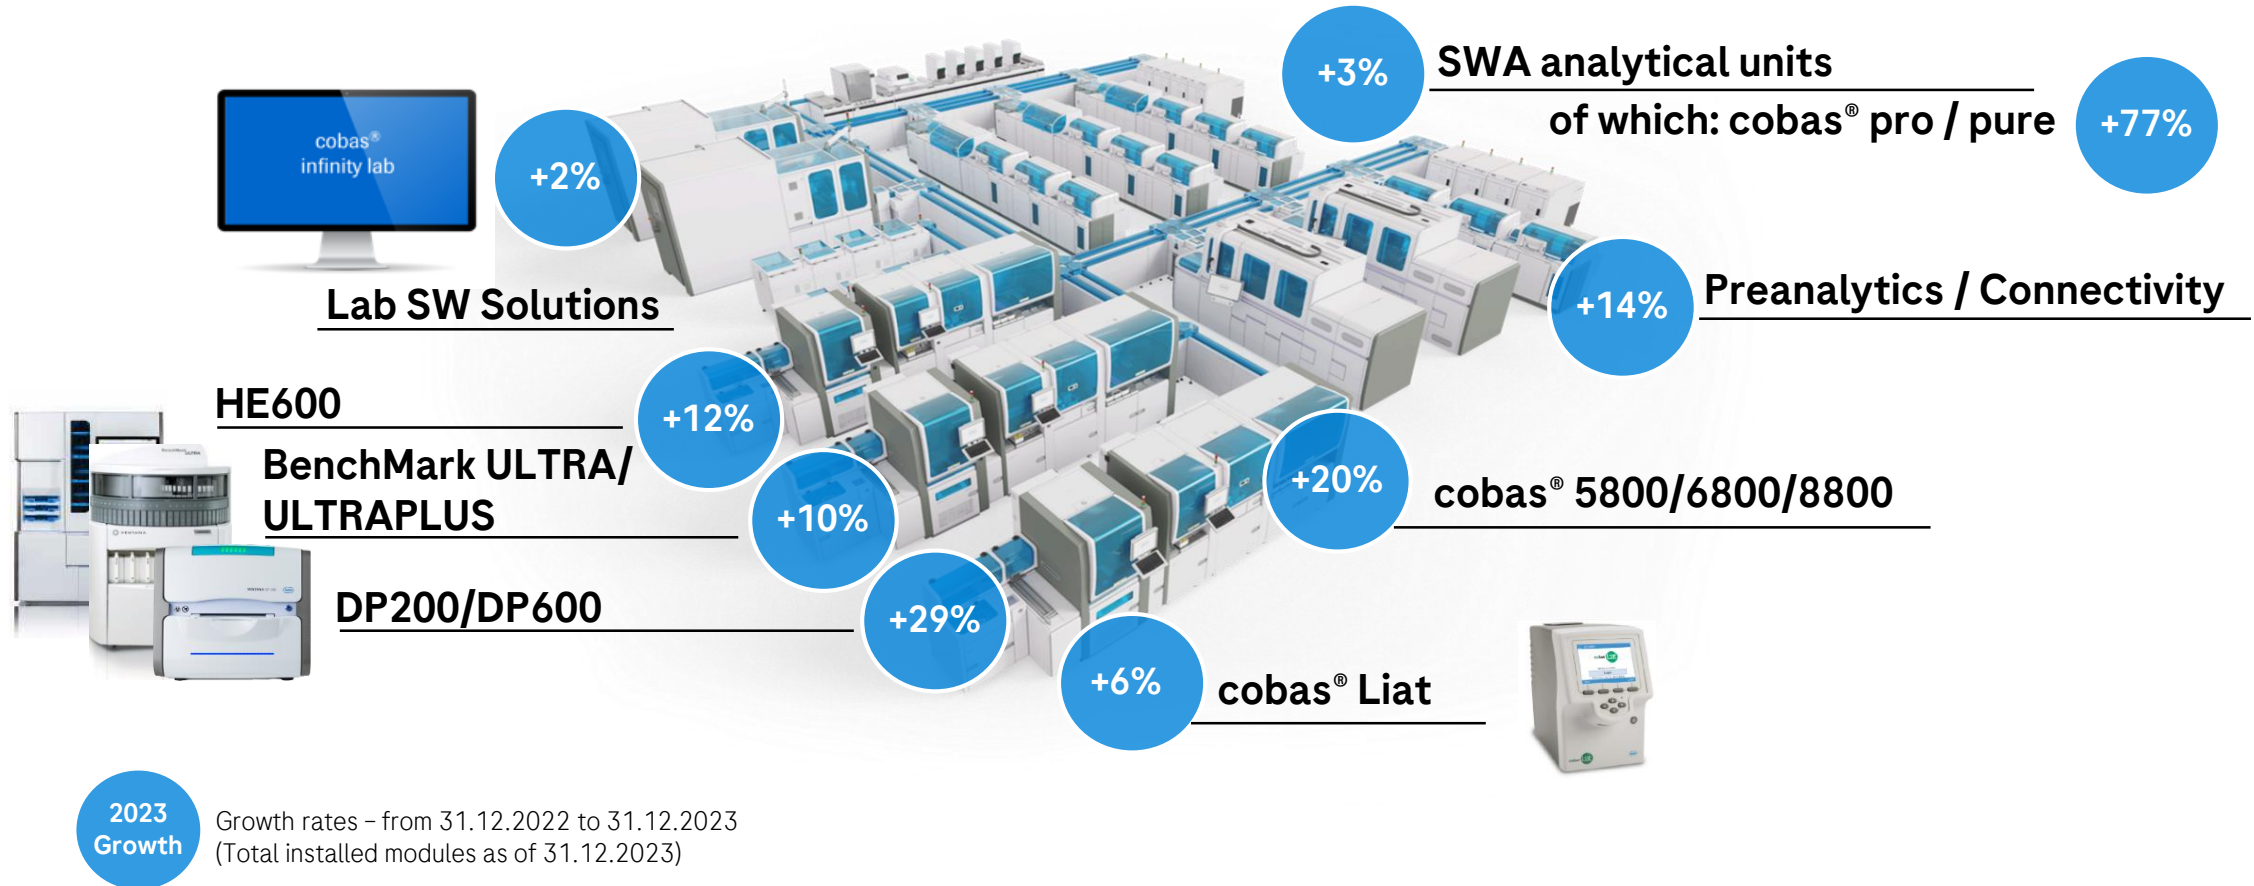 +3%
SWA analytical units
of which: cobas® pro / pure
+77%
cobas®
infinity lab
+2%
Lab SW Solutions
+14%
Preanalytics / Connectivity
HE600
+12%
BenchMark ULTRA/
ULTRAPLUS
+10%
+20%
cobas® 5800/6800/8800
DP200/DP600
+29%
+6%
cobas® Liat
BenchMark
ULTRA
VENTANA
2023
Growth
Growth rates – from 31.12.2022 to 31.12.2023
(Total installed modules as of 31.12.2023)